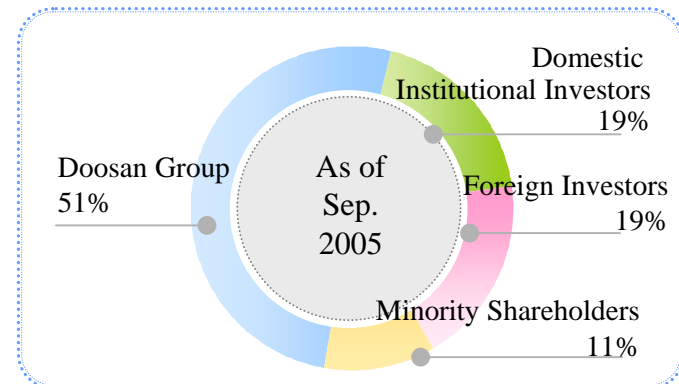 Domestic
Institutional Investors
19%
Doosan Group
51%
As of
Sep.
2005
Foreign Investors
19%
Minority Shareholders
11%